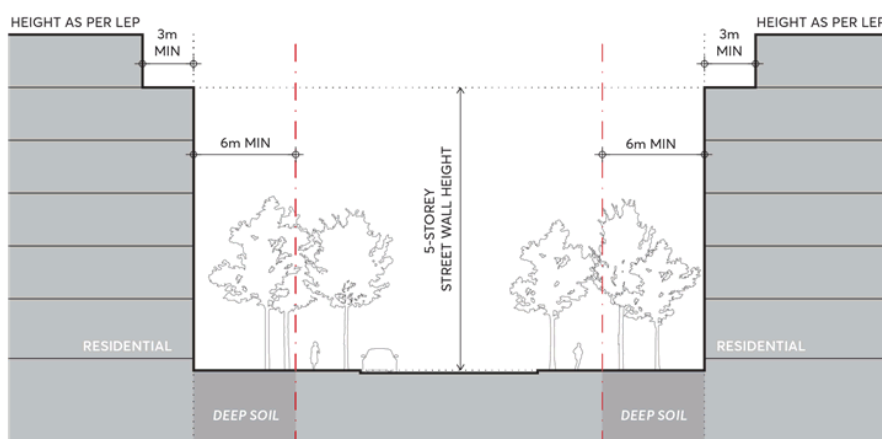 HEIGHT AS PER LEP
HEIGHT AS PER LEP
3m
MIN
3m
MIN
6m MIN
6m MIN
5-STOREY
STREET WALL HEIGHT
RESIDENTIAL
RESIDENTIAL
DEEP SOIL
DEEP SOIL